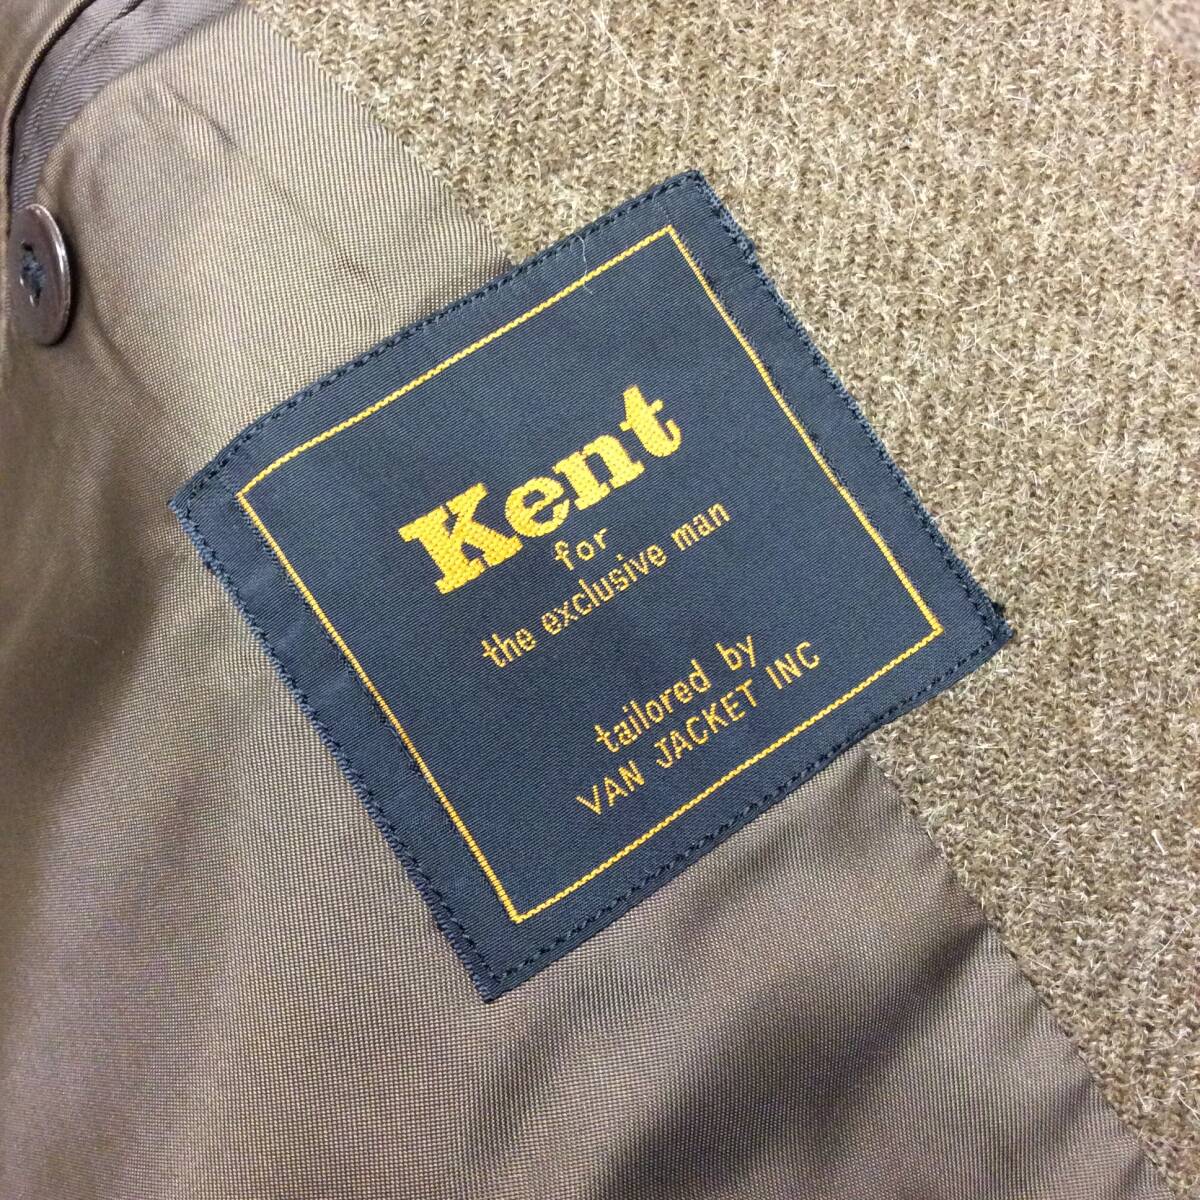 Kent
for
the exclusive man
tailored by
VAN JACKET INC